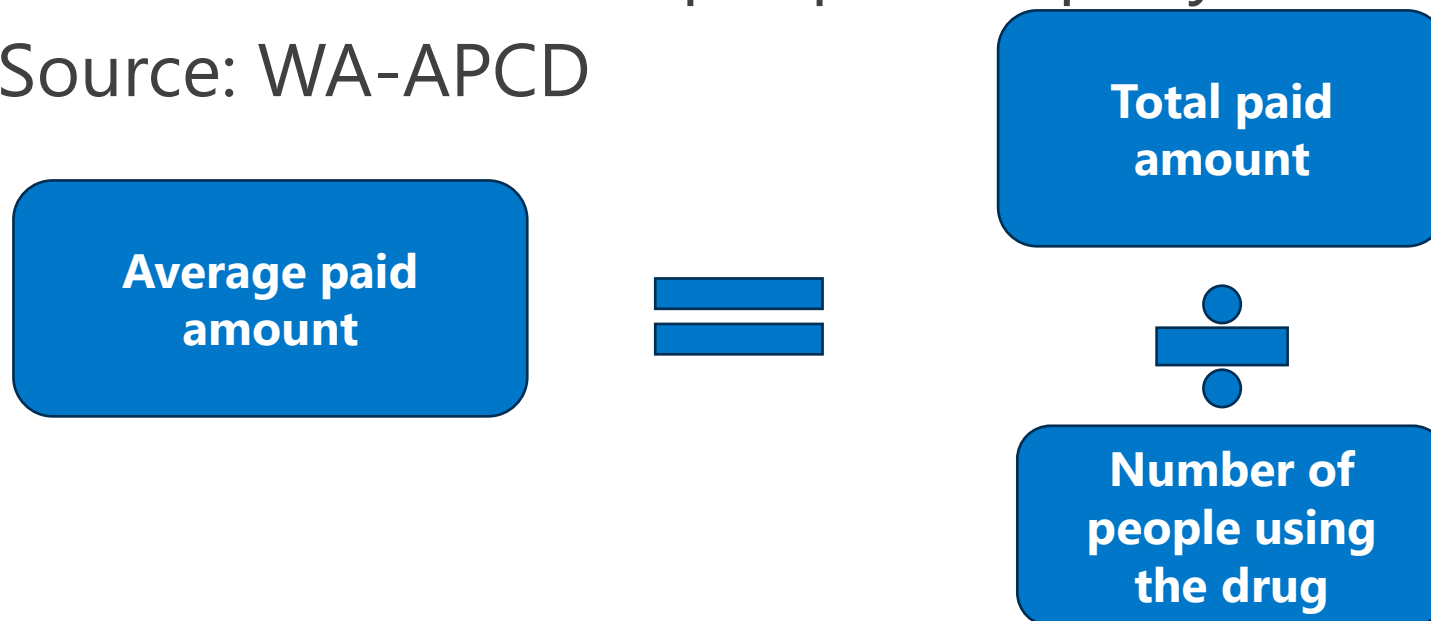 Source: WA-APCD
Total paid
amount
Average paid
amount
Number of
people using
the drug